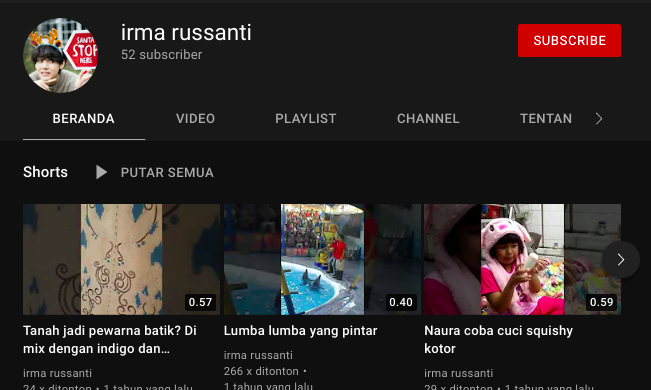 irma russanti
52 subscriber
SUBSCRIBE
SANTA
STOP
HERE
BERANDA
VIDEO
PLAYLIST
CHANNEL
TENTAN
Shorts
PUTAR SEMUA
0.57
0.40
0.59
Tanah jadi pewarna batik? Di
mix dengan indigo dan…
irma russanti
24 x ditonton • 1 tahun yang lalu
Lumba lumba yang pintar
irma russanti
266 x ditonton •
1 tahun yang lalu
Naura coba cuci squishy
kotor
irma russanti
29 x ditonton • 1 tahun yang lalu